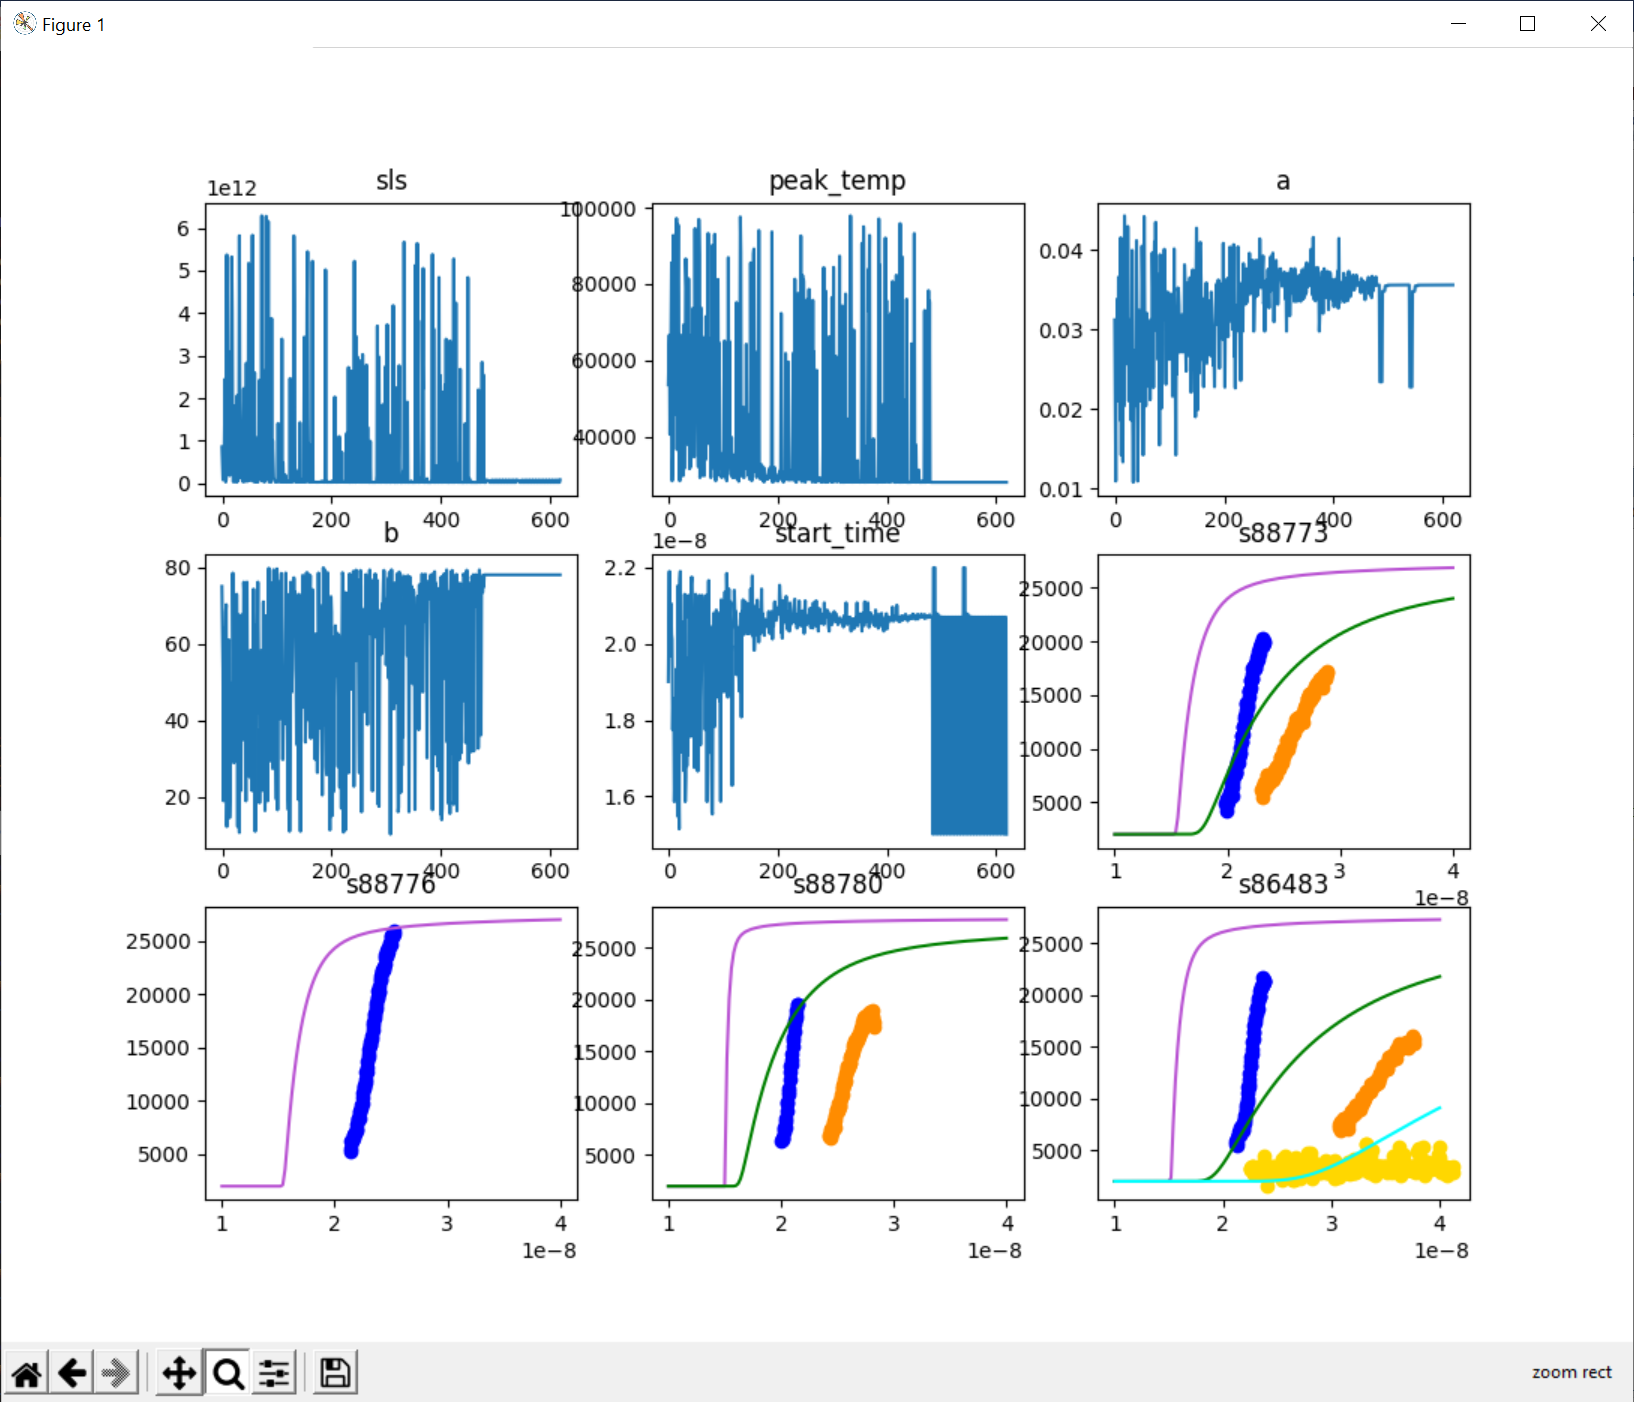 Figure 1
sls
peak_temp
a
1e12
6
5
4
3
2
1
0
0 200 400 600
100000
80000
60000
40000
0 200 400 600
0.04
0.03
0.02
0.01
0 200 400 600
b
start_time
s88773
80
60
40
20
0 200 400 600
1e−8
2.2
2.0
1.8
1.6
0 200 400 600
25000
20000
15000
10000
5000
1 2 3 4
1e−8
s88776
s88780
s86483
25000
20000
15000
10000
5000
1 2 3 4
1e−8
25000
20000
15000
10000
5000
1 2 3 4
1e−8
25000
20000
15000
10000
5000
1 2 3 4
1e−8
zoom rect